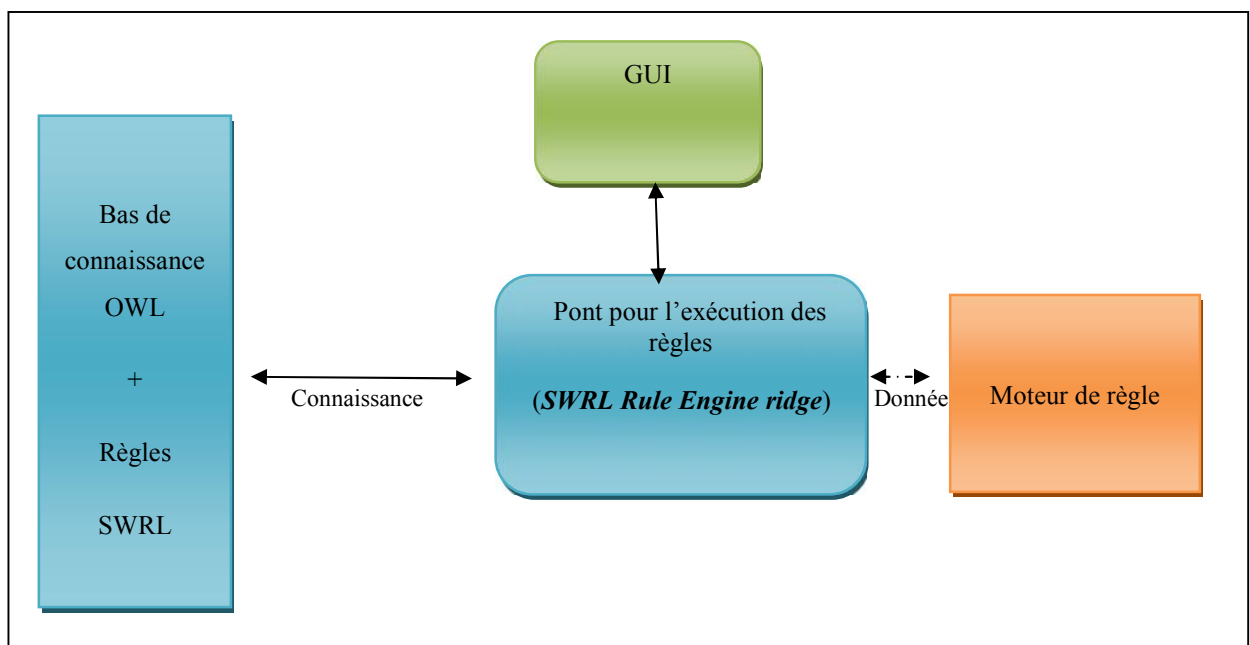 GUI
Bas de
connaissance
OWL
+
Règles
SWRL
Connaissance
Pont pour l’exécution des
règles
(SWRL Rule Engine ridge)
Donnée
Moteur de règle